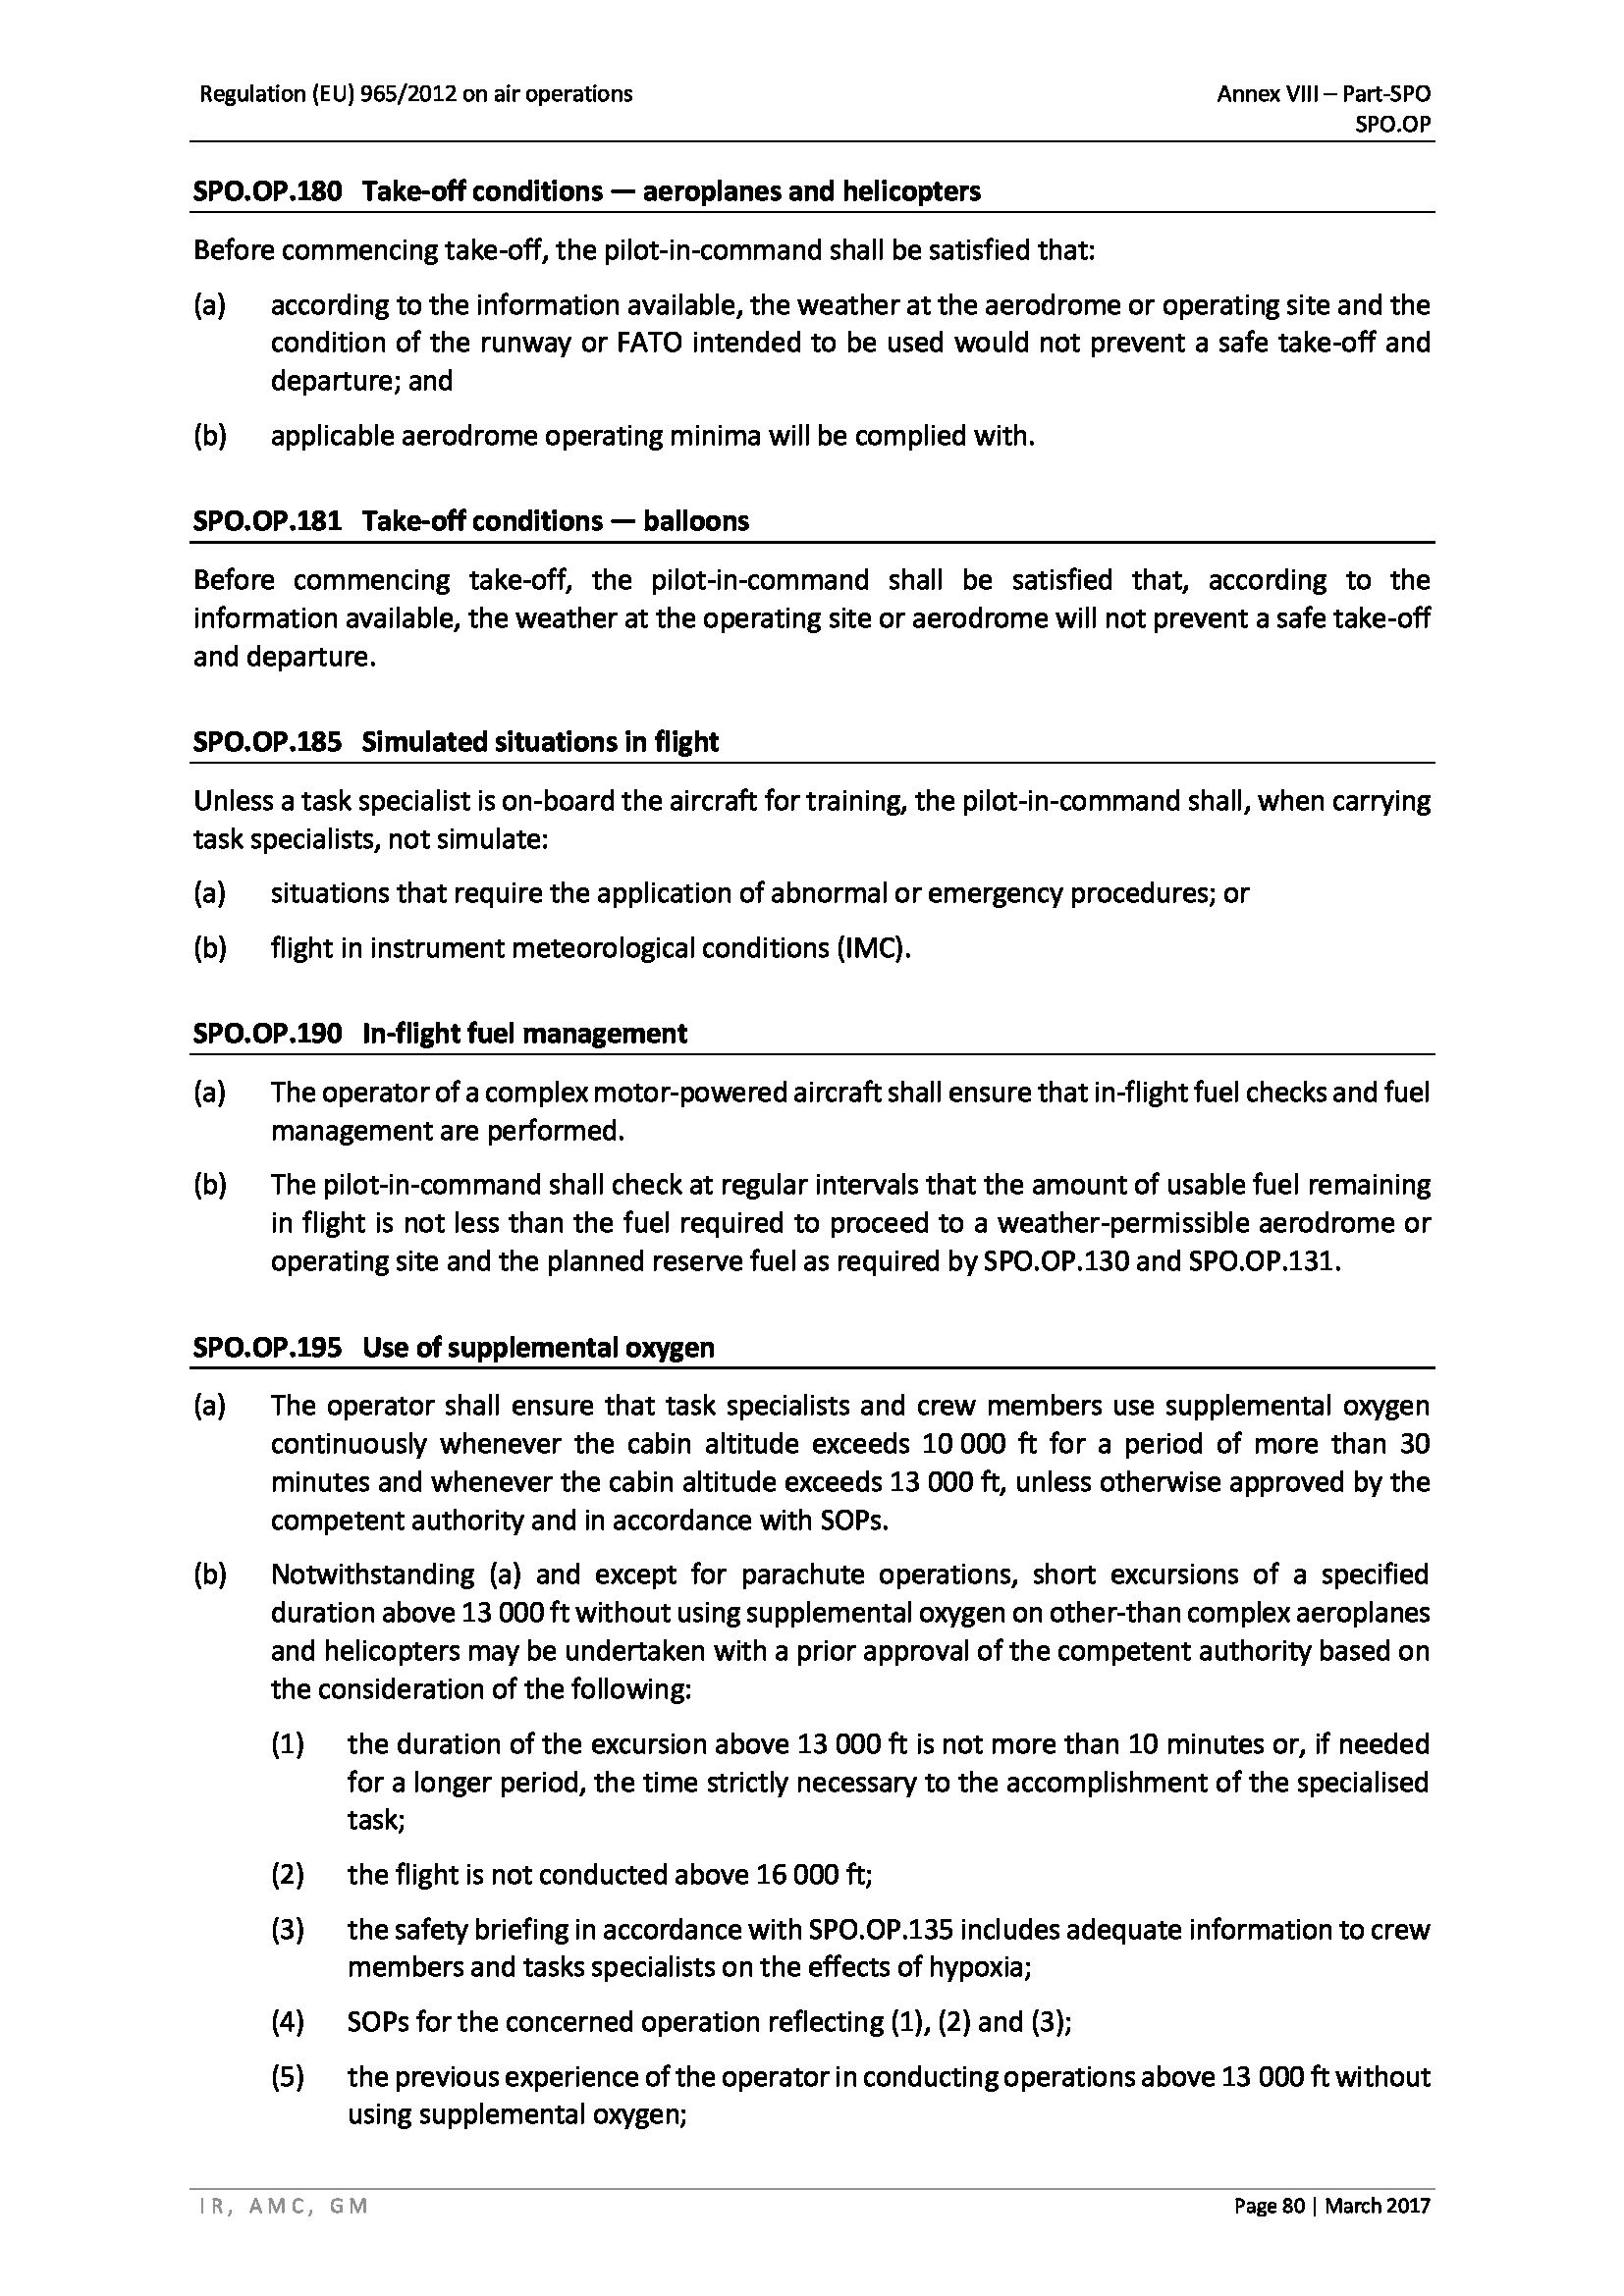 Regulation (EU) 965/2012 on air operations
Annex VIII – Part-SPO
SPO.OP
SPO.OP.180 Take-off conditions — aeroplanes and helicopters
Before commencing take-off, the pilot-in-command shall be satisfied that:
(a) according to the information available, the weather at the aerodrome or operating site and the
condition of the runway or FATO intended to be used would not prevent a safe take-off and
departure; and
(b) applicable aerodrome operating minima will be complied with.
SPO.OP.181 Take-off conditions — balloons
Before commencing take-off, the pilot-in-command shall be satisfied that, according to the
information available, the weather at the operating site or aerodrome will not prevent a safe take-off
and departure.
SPO.OP.185 Simulated situations in flight
Unless a task specialist is on-board the aircraft for training, the pilot-in-command shall, when carrying
task specialists, not simulate:
(a) situations that require the application of abnormal or emergency procedures; or
(b) flight in instrument meteorological conditions (IMC).
SPO.OP.190 In-flight fuel management
(a) The operator of a complex motor-powered aircraft shall ensure that in-flight fuel checks and fuel
management are performed.
(b) The pilot-in-command shall check at regular intervals that the amount of usable fuel remaining
in flight is not less than the fuel required to proceed to a weather-permissible aerodrome or
operating site and the planned reserve fuel as required by SPO.OP.130 and SPO.OP.131.
SPO.OP.195 Use of supplemental oxygen
(a) The operator shall ensure that task specialists and crew members use supplemental oxygen
continuously whenever the cabin altitude exceeds 10 000 ft for a period of more than 30
minutes and whenever the cabin altitude exceeds 13 000 ft, unless otherwise approved by the
competent authority and in accordance with SOPs.
(b) Notwithstanding (a) and except for parachute operations, short excursions of a specified
duration above 13 000 ft without using supplemental oxygen on other-than complex aeroplanes
and helicopters may be undertaken with a prior approval of the competent authority based on
the consideration of the following:
(1) the duration of the excursion above 13 000 ft is not more than 10 minutes or, if needed
for a longer period, the time strictly necessary to the accomplishment of the specialised
task;
(2) the flight is not conducted above 16 000 ft;
(3) the safety briefing in accordance with SPO.OP.135 includes adequate information to crew
members and tasks specialists on the effects of hypoxia;
(4) SOPs for the concerned operation reflecting (1), (2) and (3);
(5) the previous experience of the operator in conducting operations above 13 000 ft without
using supplemental oxygen;
IR, AMC, GM
Page 80 | March 2017